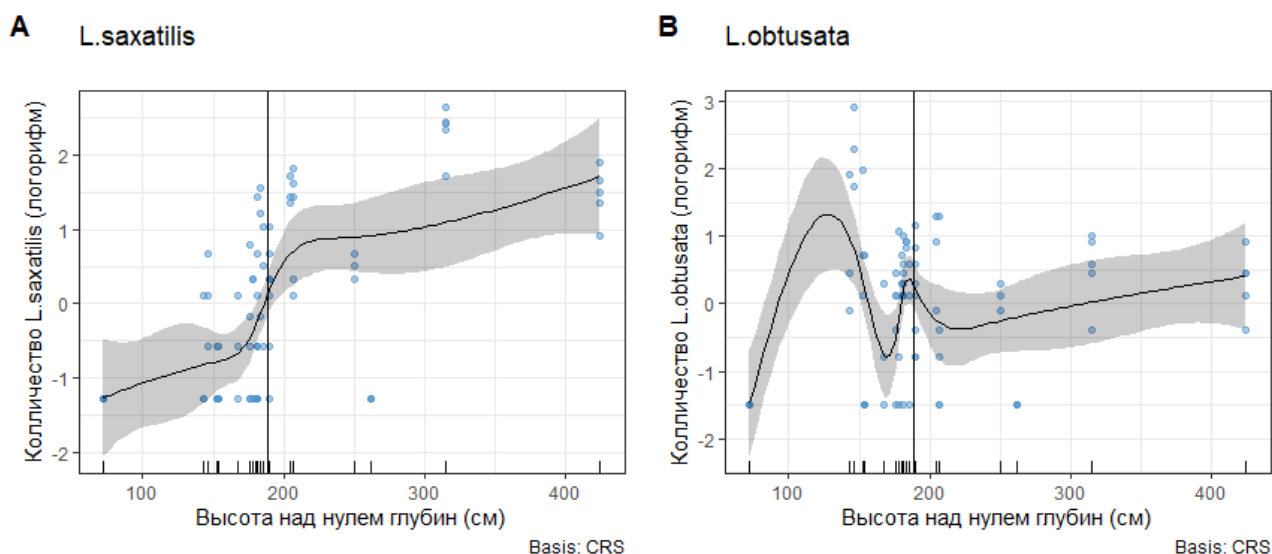 A L.saxatilis
Колличество L.saxatilis (логорифм)
2
1
0
-1
-2
100 200 300 400
Высота над нулем глубин (см)
Basis: CRS
B L.obtusata
Колличество L.obtusata (логорифм)
3
2
1
0
-1
-2
100 200 300 400
Высота над нулем глубин (см)
Basis: CRS